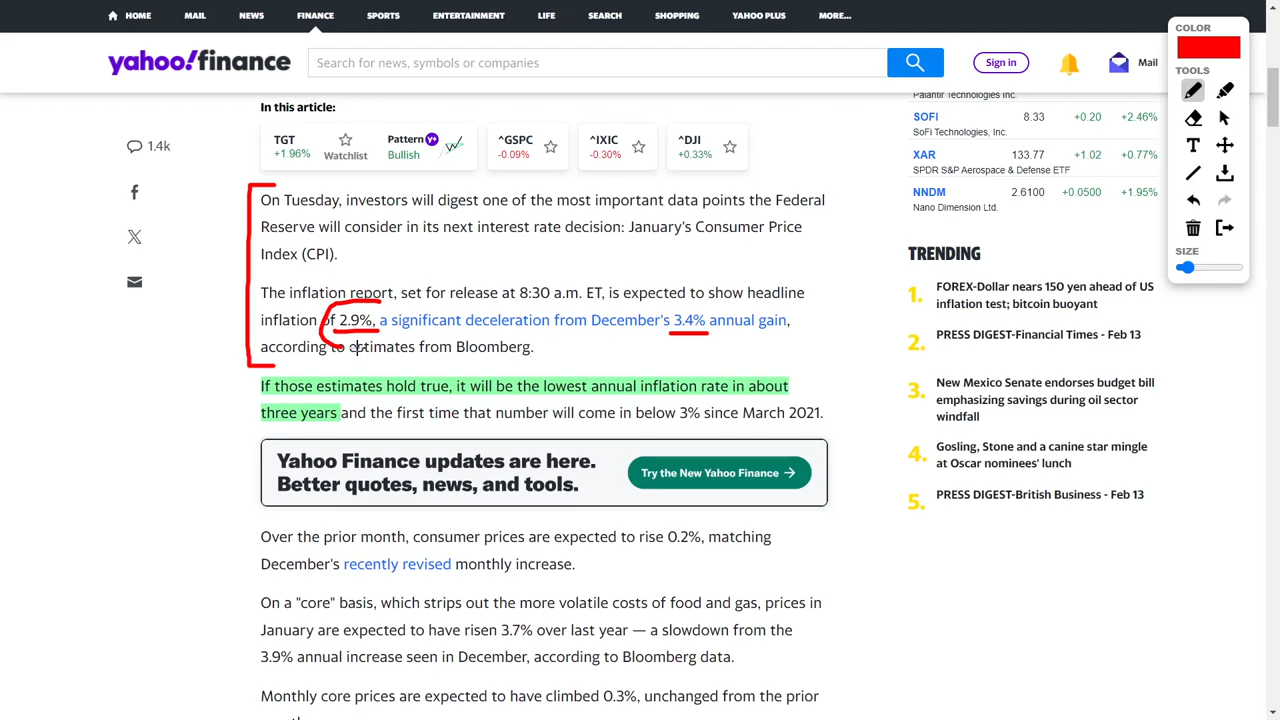 HOME MAIL NEWS FINANCE SPORTS ENTERTAINMENT LIFE SEARCH SHOPPING YAHOO PLUS MORE...
yahoo!finance
Search for news, symbols or companies
Sign in
Mail
COLOR
TOOLS
SIZE
In this article:
1.4k
TGT
+1.96%
Watchlist
Pattern Y+
Bullish
^GSPC
-0.09%
^IXIC
-0.30%
^DJI
+0.33%
On Tuesday, investors will digest one of the most important data points the Federal
Reserve will consider in its next interest rate decision: January's Consumer Price
Index (CPI).
The inflation report, set for release at 8:30 a.m. ET, is expected to show headline
inflation of 2.9%, a significant deceleration from December's 3.4% annual gain,
according to estimates from Bloomberg.
If those estimates hold true, it will be the lowest annual inflation rate in about
three years and the first time that number will come in below 3% since March 2021.
Yahoo Finance updates are here.
Better quotes, news, and tools.
Try the New Yahoo Finance
Over the prior month, consumer prices are expected to rise 0.2%, matching
December's recently revised monthly increase.
On a "core" basis, which strips out the more volatile costs of food and gas, prices in
January are expected to have risen 3.7% over last year — a slowdown from the
3.9% annual increase seen in December, according to Bloomberg data.
Monthly core prices are expected to have climbed 0.3%, unchanged from the prior
Palantir Technologies Inc.
SOFI 8.33 +0.20 +2.46%
SoFi Technologies, Inc.
XAR 133.77 +1.02 +0.77%
SPDR S&P Aerospace & Defense ETF
NNDM 2.6100 +0.0500 +1.95%
Nano Dimension Ltd.
TRENDING
1. FOREX-Dollar nears 150 yen ahead of US
inflation test; bitcoin buoyant
2. PRESS DIGEST-Financial Times - Feb 13
3. New Mexico Senate endorses budget bill
emphasizing savings during oil sector
windfall
4. Gosling, Stone and a canine star mingle
at Oscar nominees' lunch
5. PRESS DIGEST-British Business - Feb 13